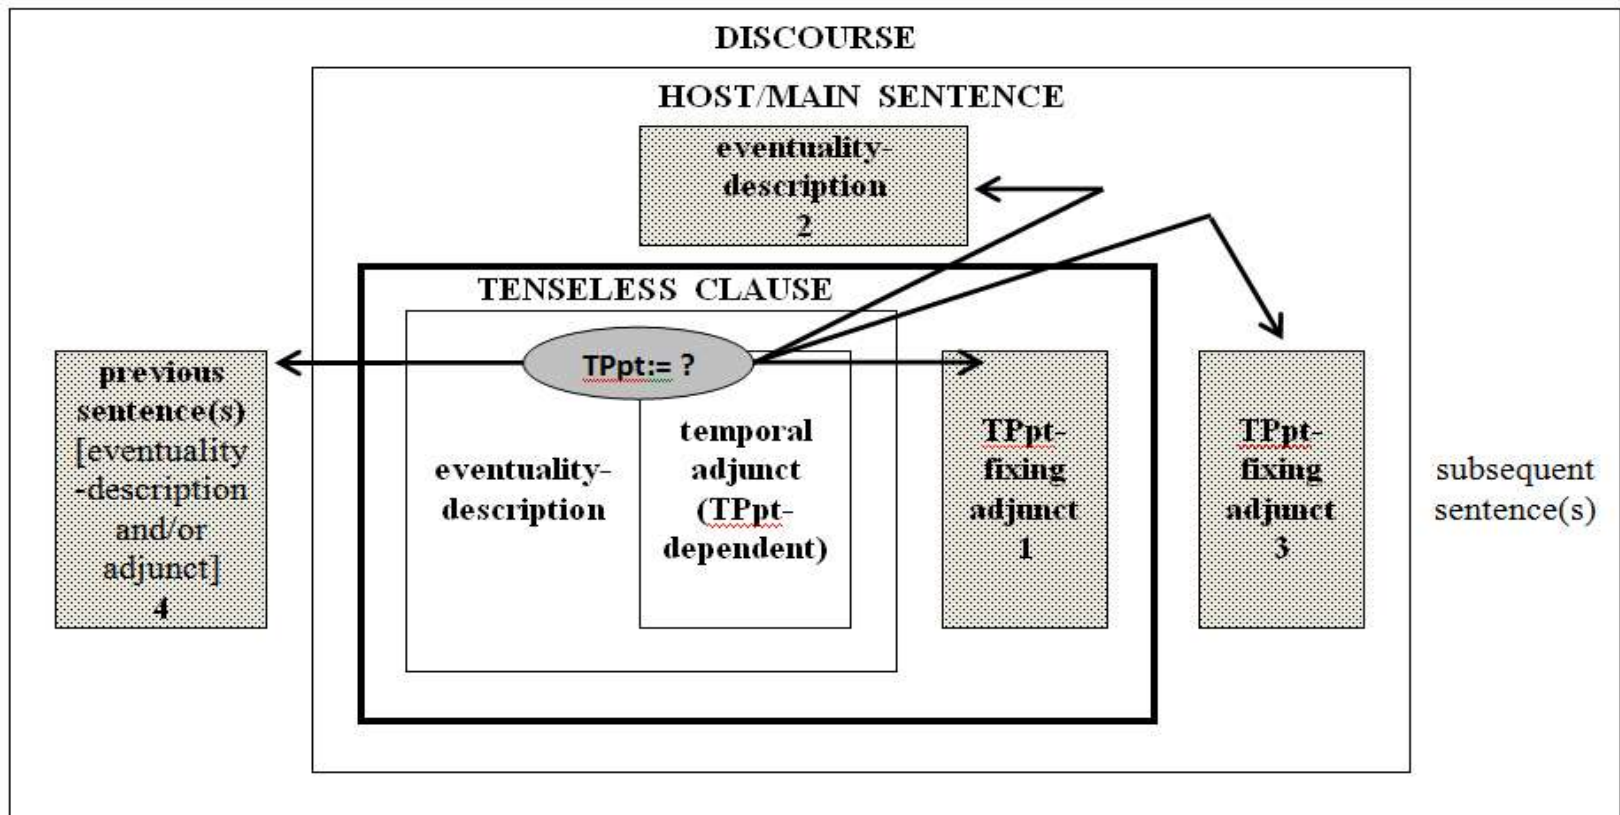 DISCOURSE
HOST/MAIN SENTENCE
eventuality-
description
2
TENSELESS CLAUSE
TPpt:= ?
previous
sentence(s)
[eventuality
-description
and/or
adjunct]
4
eventuality-
description
temporal
adjunct
(TPpt-
dependent)
TPpt-
fixing
adjunct
1
TPpt-
fixing
adjunct
3
subsequent
sentence(s)